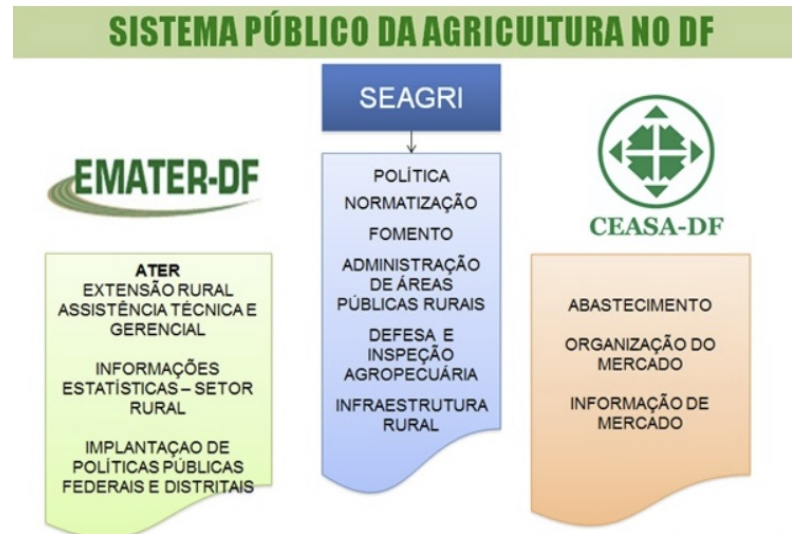 SISTEMA PÚBLICO DA AGRICULTURA NO DF
EMATER-DF
ATER
EXTENSÃO RURAL
ASSISTÊNCIA TÉCNICA E
GERENCIAL
INFORMAÇÕES
ESTATÍSTICAS – SETOR
RURAL
IMPLANTAÇAO DE
POLÍTICAS PÚBLICAS
FEDERAIS E DISTRITAIS
SEAGRI
POLÍTICA
NORMATIZAÇÃO
FOMENTO
ADMINISTRAÇÃO
DE ÁREAS
PÚBLICAS RURAIS
DEFESA E
INSPEÇÃO
AGROPECUÁRIA
INFRAESTRUTURA
RURAL
CEASA-DF
ABASTECIMENTO
ORGANIZAÇÃO DO
MERCADO
INFORMAÇÃO DE
MERCADO